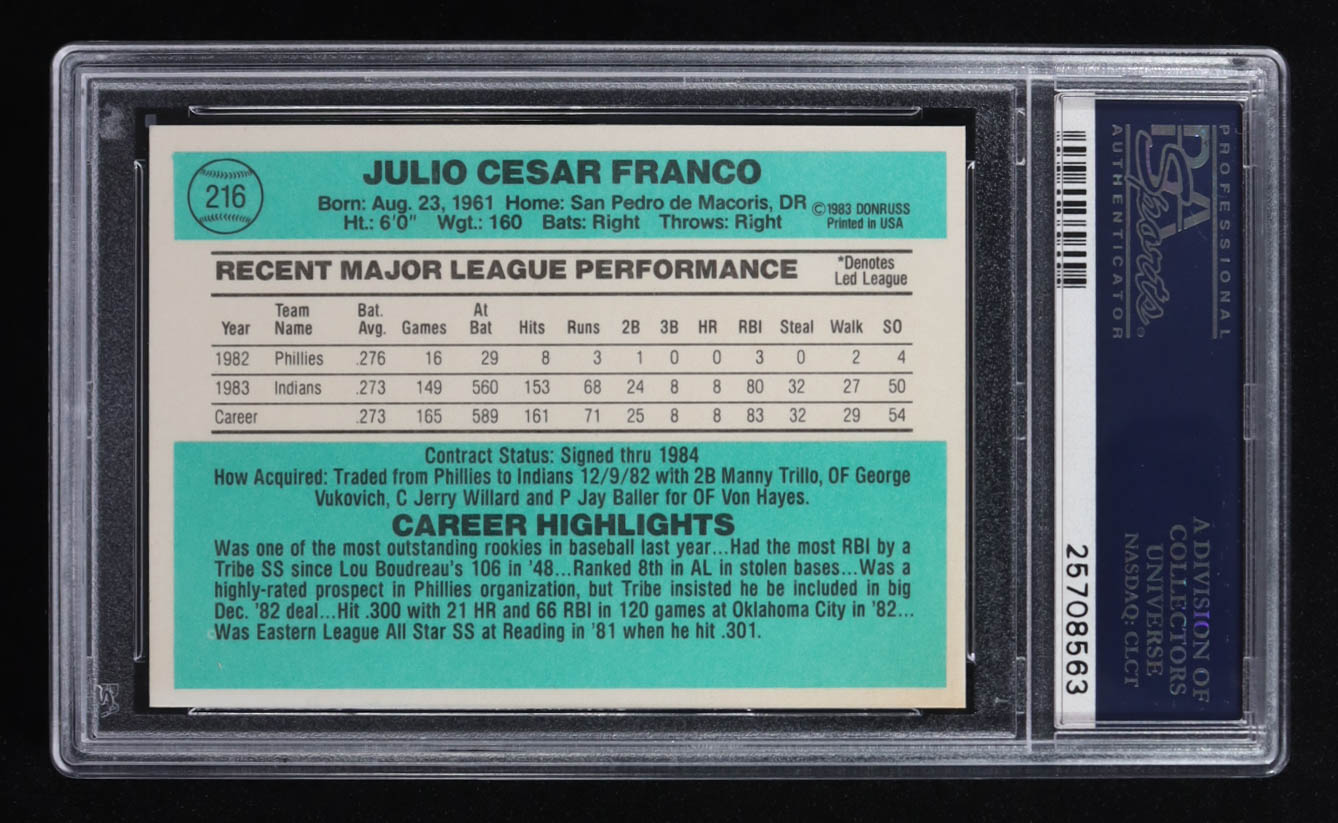 216
JULIO CESAR FRANCO
Born: Aug. 23, 1961 Home: San Pedro de Macoris, DR
Ht.: 6'0" Wgt.: 160 Bats: Right Throws: Right
©1983 DONRUSS
Printed in USA
RECENT MAJOR LEAGUE PERFORMANCE
*Denotes
Led League
Year Team Name Bat. Avg. Games At Bat Hits Runs 2B 3B HR RBI Steal Walk SO
1982 Phillies .276 16 29 8 3 1 0 0 3 0 2 4
1983 Indians .273 149 560 153 68 24 8 8 80 32 27 50
Career .273 165 589 161 71 25 8 8 83 32 29 54
Contract Status: Signed thru 1984
How Acquired: Traded from Phillies to Indians 12/9/82 with 2B Manny Trillo, OF George
Vukovich, C Jerry Willard and P Jay Baller for OF Von Hayes.
CAREER HIGHLIGHTS
Was one of the most outstanding rookies in baseball last year...Had the most RBI by a
Tribe SS since Lou Boudreau's 106 in '48...Ranked 8th in AL in stolen bases...Was a
highly-rated prospect in Phillies organization, but Tribe insisted he be included in big
Dec. '82 deal...Hit .300 with 21 HR and 66 RBI in 120 games at Oklahoma City in '82...
Was Eastern League All Star SS at Reading in '81 when he hit .301.
PROFESSIONAL
PSA
Sports®
AUTHENTICATOR
A DIVISION OF
COLLECTORS
UNIVERSE
NASDAQ: CLCT
25708563